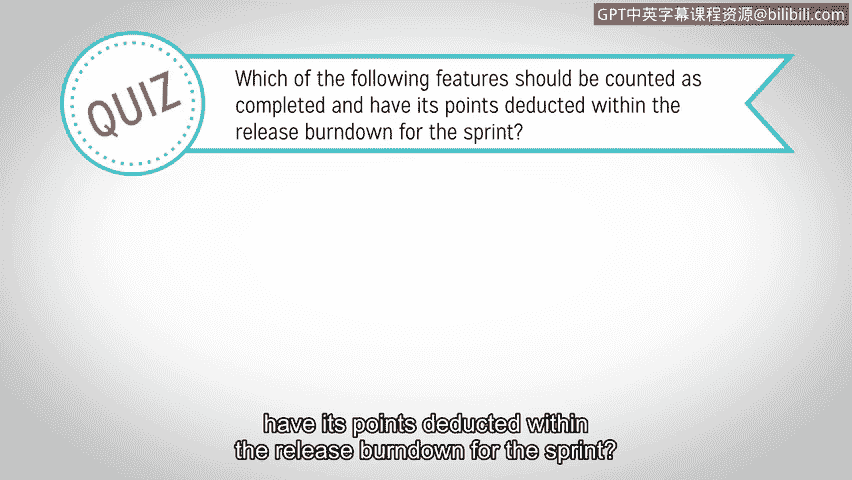 GPT中英字幕课程资源@bilibili.com
QUIZ
Which of the following features should be counted as
completed and have its points deducted within the
release burndown for the sprint?
have its points deducted within
the release burndown for the sprint?